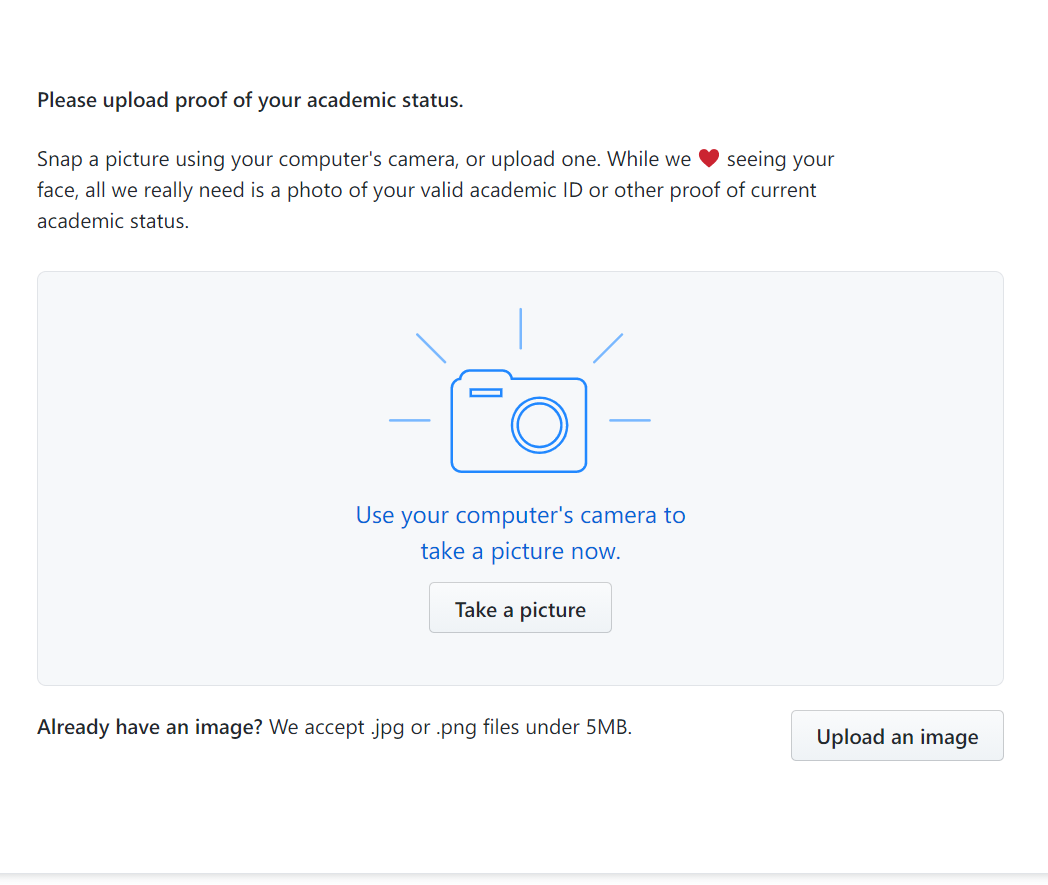 Please upload proof of your academic status.
Snap a picture using your computer's camera, or upload one. While we ❤ seeing your
face, all we really need is a photo of your valid academic ID or other proof of current
academic status.
Use your computer's camera to
take a picture now.
Take a picture
Already have an image? We accept .jpg or .png files under 5MB.
Upload an image